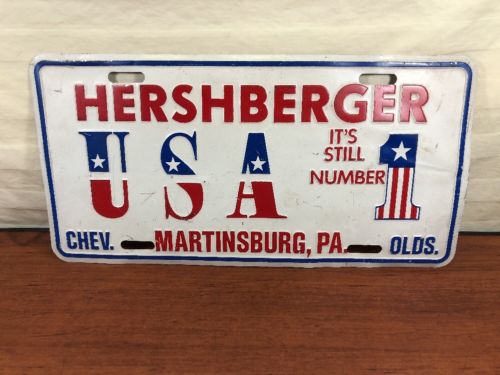 HERSHBERGER
USA IT'S STILL NUMBER 1
CHEV. MARTINSBURG, PA. OLDS.